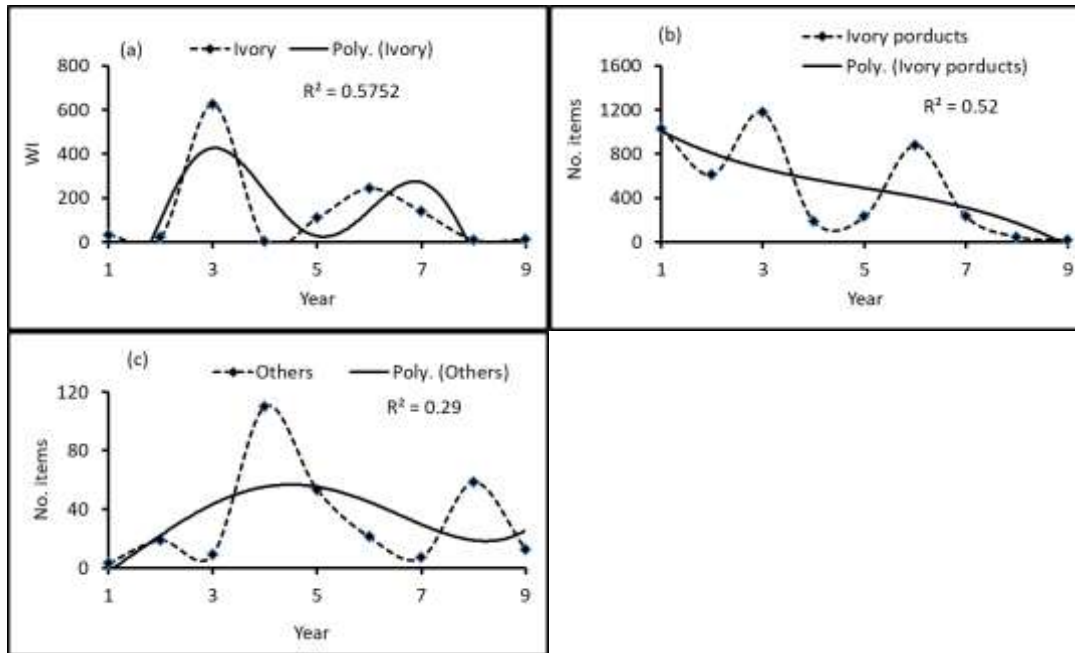 (a)
Ivory Poly. (Ivory)
R² = 0.5752
800
600
400
200
0
WI
1 3 5 7 9
Year
(b)
Ivory porducts
Poly. (Ivory porducts)
R² = 0.52
1600
1200
800
400
0
No. items
1 3 5 7 9
Year
(c)
Others Poly. (Others)
R² = 0.29
120
80
40
0
No. items
1 3 5 7 9
Year